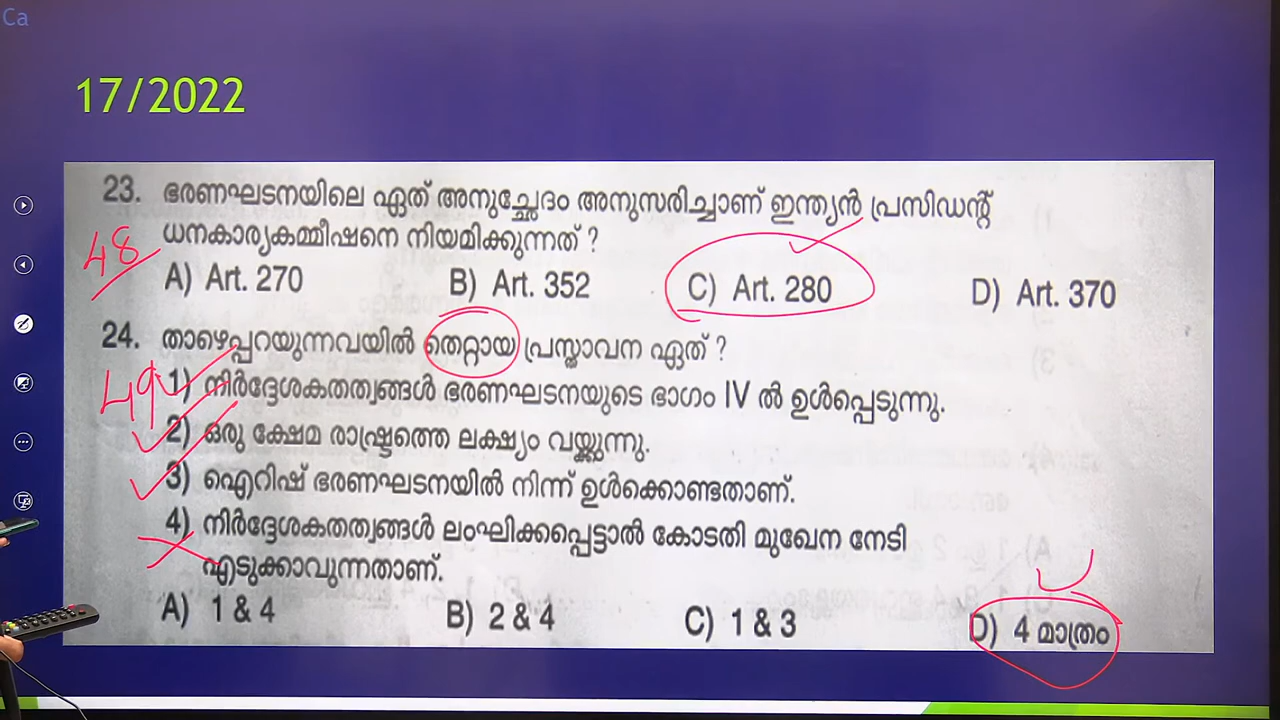 Ca
17/2022
23. ഭരണഘടനയിലെ ഏത് അനുച്ഛേദം അനുസരിച്ചാണ് ഇന്ത്യൻ പ്രസിഡന്റ്
ധനകാര്യകമ്മീഷനെ നിയമിക്കുന്നത് ?
48
A) Art. 270 B) Art. 352 C) Art. 280 D) Art. 370
24. താഴെപ്പറയുന്നവയിൽ തെറ്റായ പ്രസ്താവന ഏത് ?
49
1) നിർദ്ദേശകതത്വങ്ങൾ ഭരണഘടനയുടെ ഭാഗം IV ൽ ഉൾപ്പെടുന്നു.
2) ഒരു ക്ഷേമ രാഷ്ട്രത്തെ ലക്ഷ്യം വയ്ക്കുന്നു.
3) ഐറിഷ് ഭരണഘടനയിൽ നിന്ന് ഉൾക്കൊണ്ടതാണ്.
4) നിർദ്ദേശകതത്വങ്ങൾ ലംഘിക്കപ്പെട്ടാൽ കോടതി മുഖേന നേടി
എടുക്കാവുന്നതാണ്.
A) 1 & 4 B) 2 & 4 C) 1 & 3 D) 4 മാത്രം